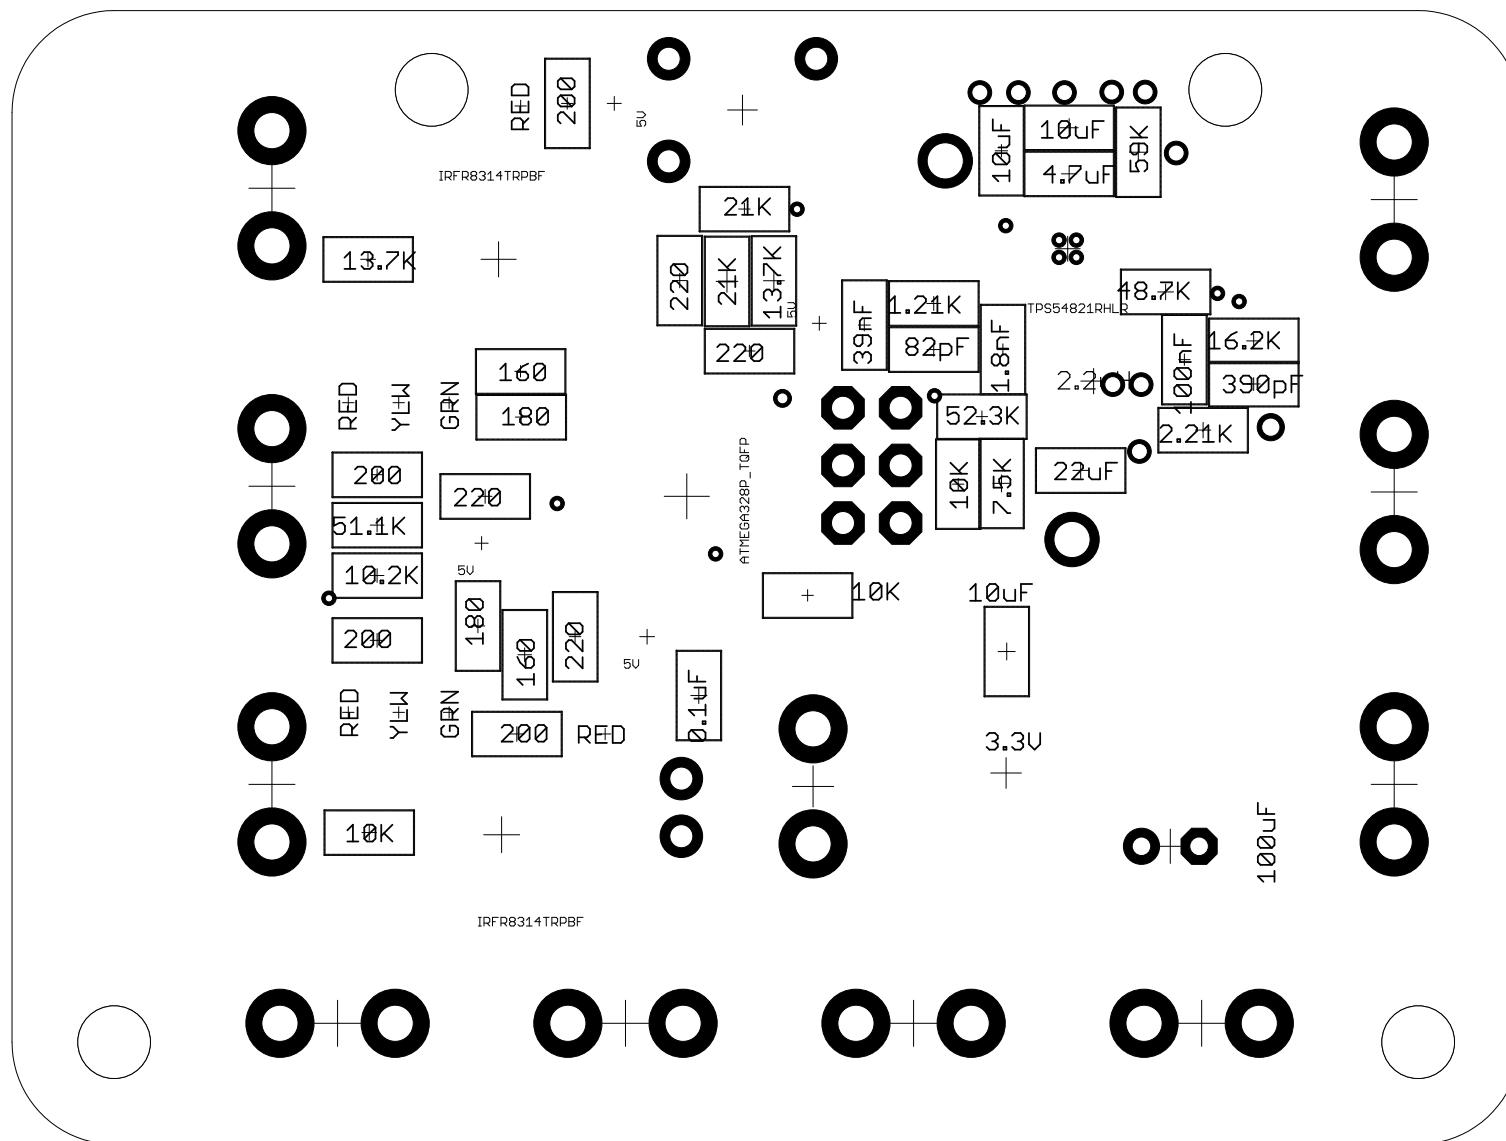 RED
200
5V
IRFR8314TRPBF
10uF
10uF
59K
4.7uF
21K
13.7K
220
21K
13.7K
5V
220
39mF
1.21K
82pF
1.8nF
TPS54821RHLR
48.7K
100nF
16.2K
390pF
2.21K
160
180
RED
YLW
GRN
52.3K
200
220
51.1K
10.2K
5V
ATMEGA328P_TQFP
10K
7.5K
22uF
200
180
160
220
5V
10K
10uF
0.1uF
RED
YLW
GRN
200
RED
3.3V
10K
100uF
IRFR8314TRPBF